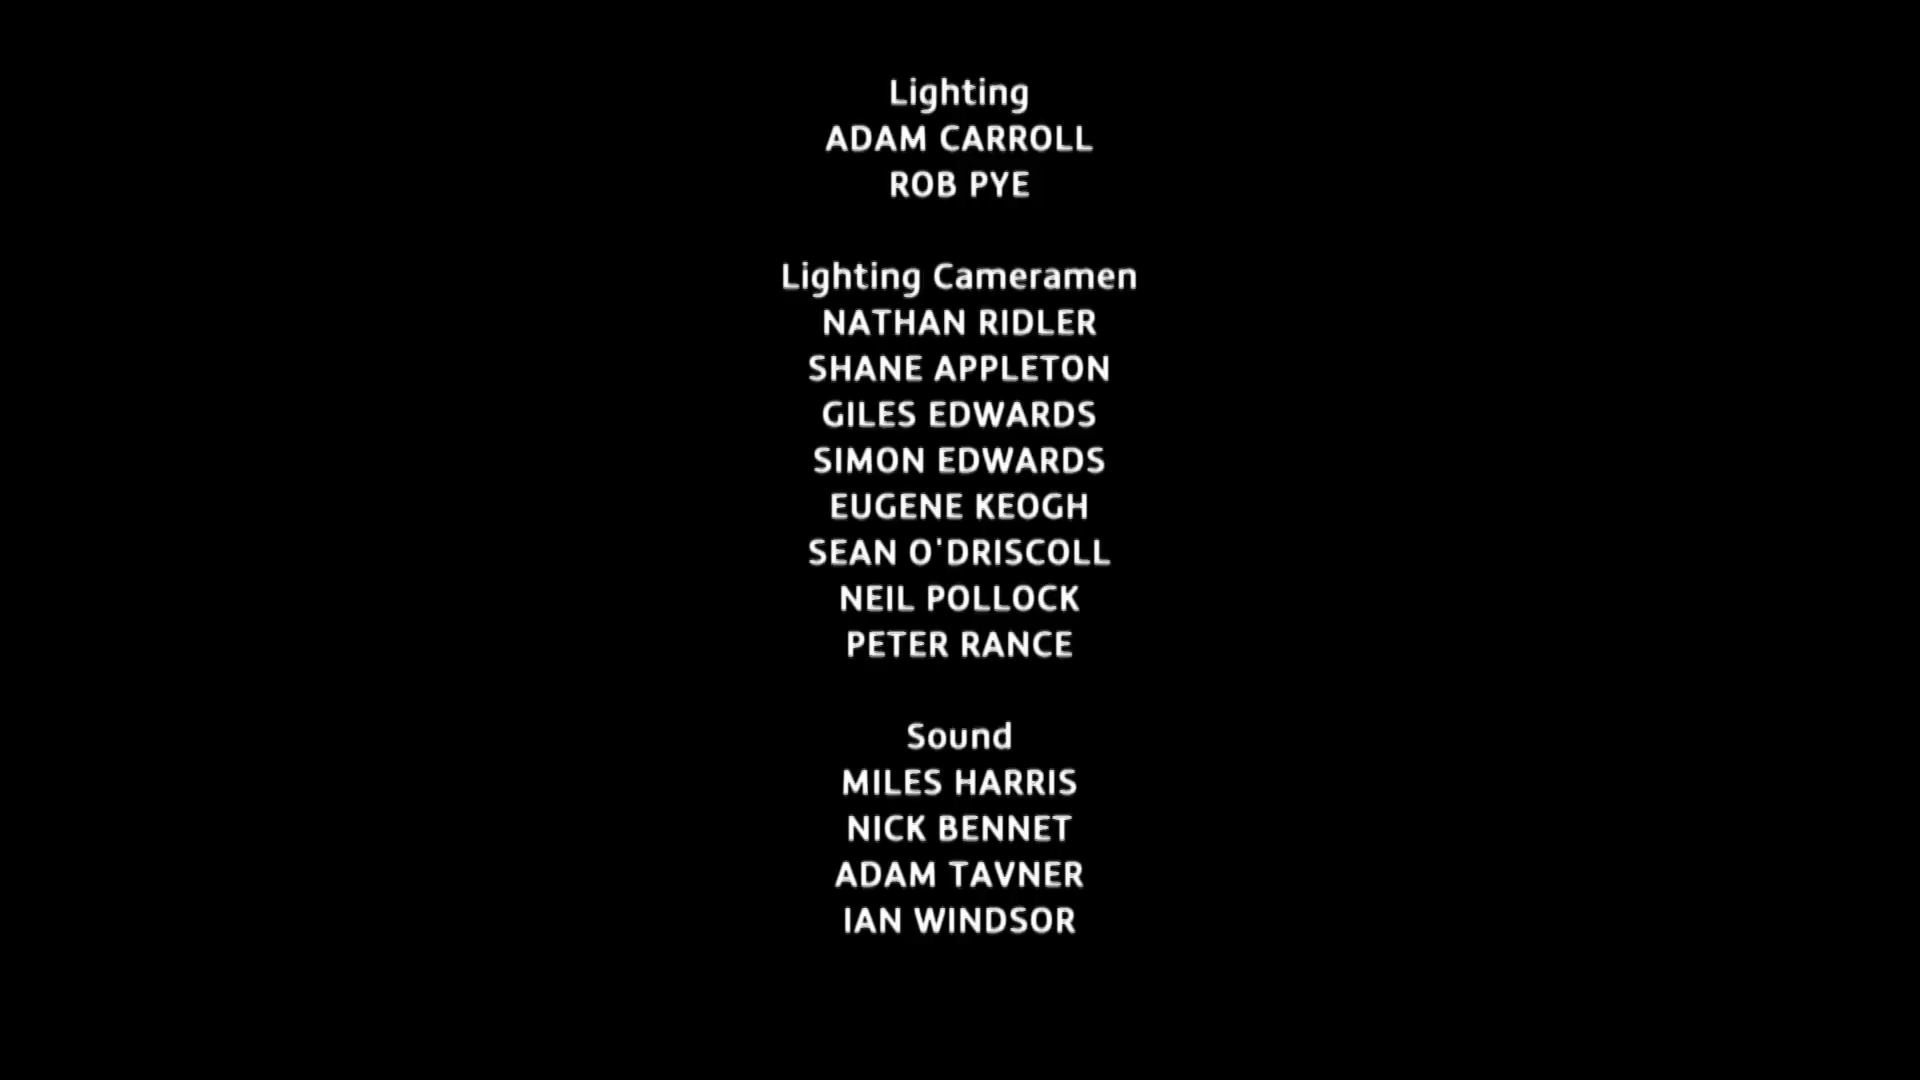 Lighting
ADAM CARROLL
ROB PYE
Lighting Cameramen
NATHAN RIDLER
SHANE APPLETON
GILES EDWARDS
SIMON EDWARDS
EUGENE KEOGH
SEAN O'DRISCOLL
NEIL POLLOCK
PETER RANCE
Sound
MILES HARRIS
NICK BENNET
ADAM TAVNER
IAN WINDSOR